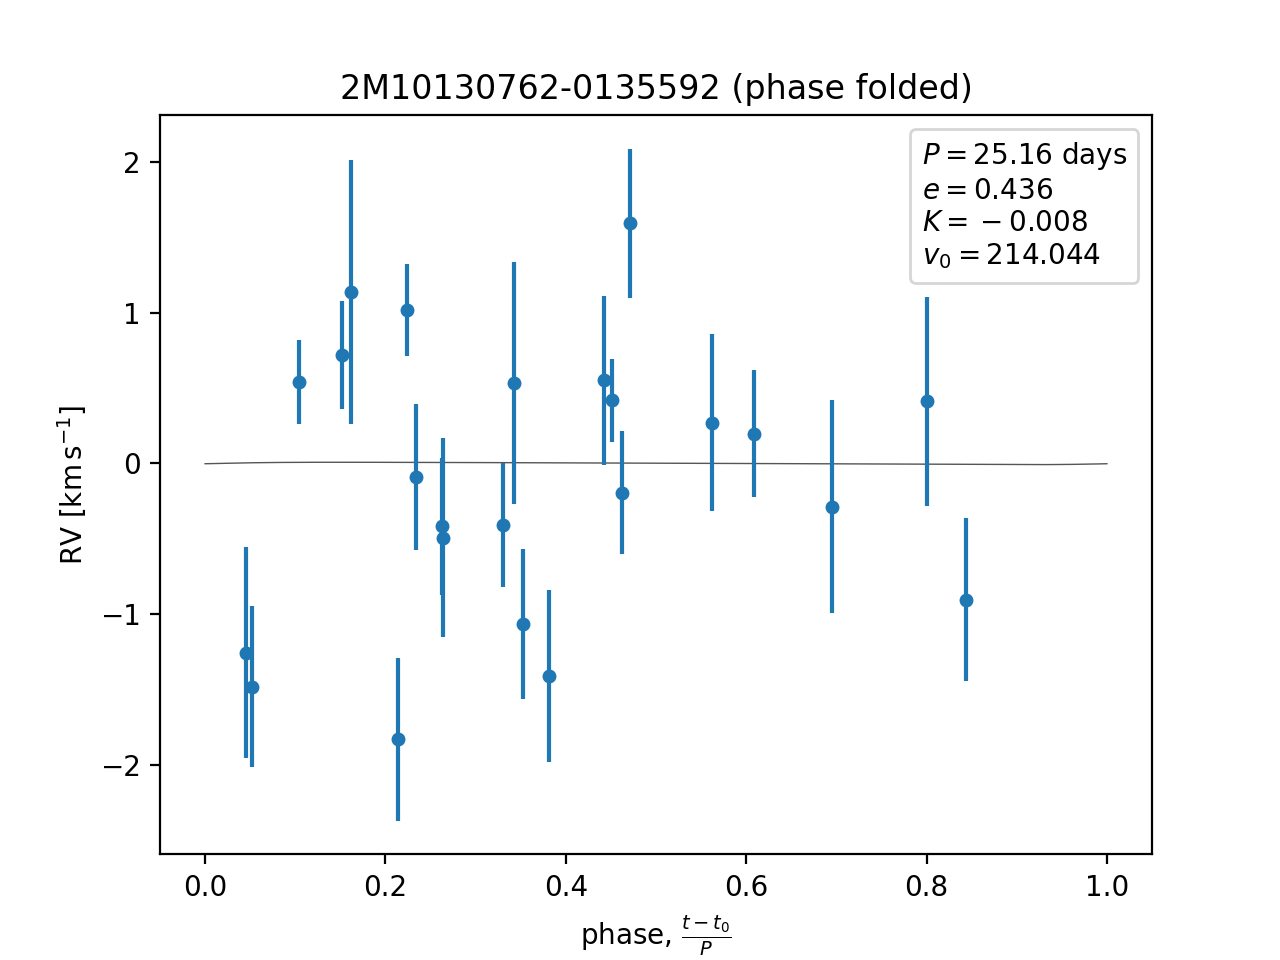 2M10130762-0135592 (phase folded)
P = 25.16 days
e = 0.436
K = −0.008
v₀ = 214.044
RV [km s⁻¹]
2
1
0
−1
−2
0.0 0.2 0.4 0.6 0.8 1.0
phase, (t − t₀)/P